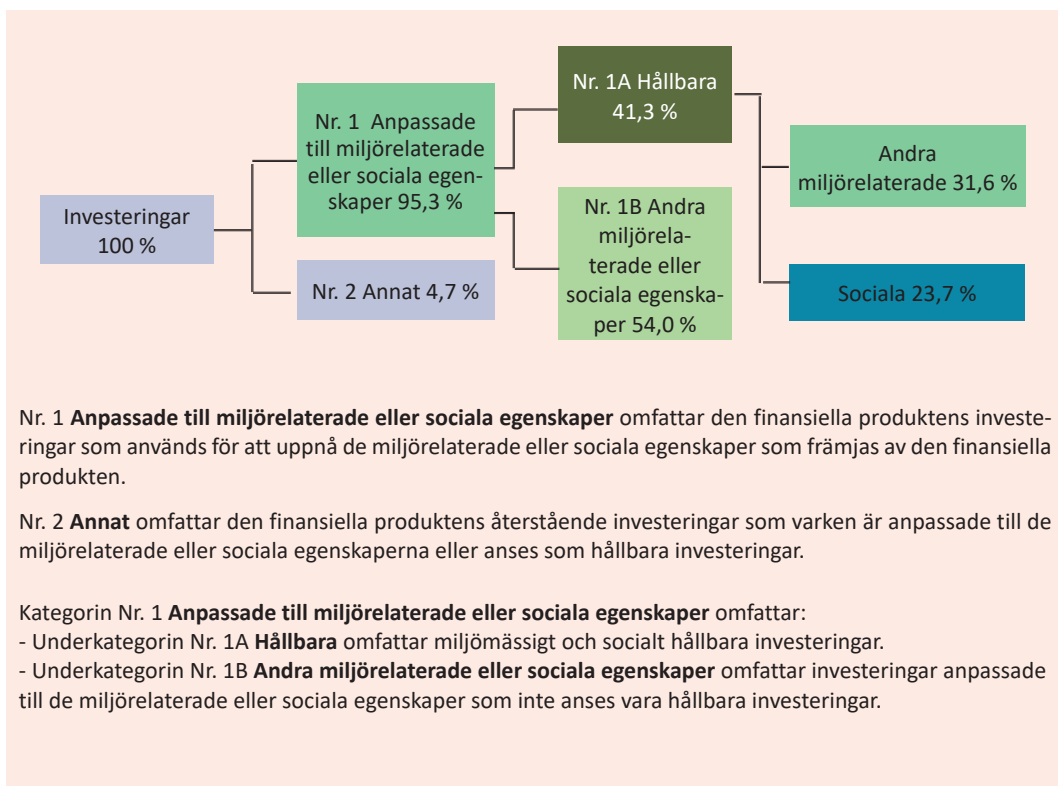 Investeringar
100 %
Nr. 1 Anpassade
till miljörelaterade
eller sociala egen-
skaper 95,3 %
Nr. 2 Annat 4,7 %
Nr. 1A Hållbara
41,3 %
Nr. 1B Andra
miljörela-
terade eller
sociala egenska-
per 54,0 %
Andra
miljörelaterade 31,6 %
Sociala 23,7 %
Nr. 1 Anpassade till miljörelaterade eller sociala egenskaper omfattar den finansiella produktens investe-
ringar som används för att uppnå de miljörelaterade eller sociala egenskaper som främjas av den finansiella
produkten.
Nr. 2 Annat omfattar den finansiella produktens återstående investeringar som varken är anpassade till de
miljörelaterade eller sociala egenskaperna eller anses som hållbara investeringar.
Kategorin Nr. 1 Anpassade till miljörelaterade eller sociala egenskaper omfattar:
- Underkategorin Nr. 1A Hållbara omfattar miljömässigt och socialt hållbara investeringar.
- Underkategorin Nr. 1B Andra miljörelaterade eller sociala egenskaper omfattar investeringar anpassade
till de miljörelaterade eller sociala egenskaper som inte anses vara hållbara investeringar.